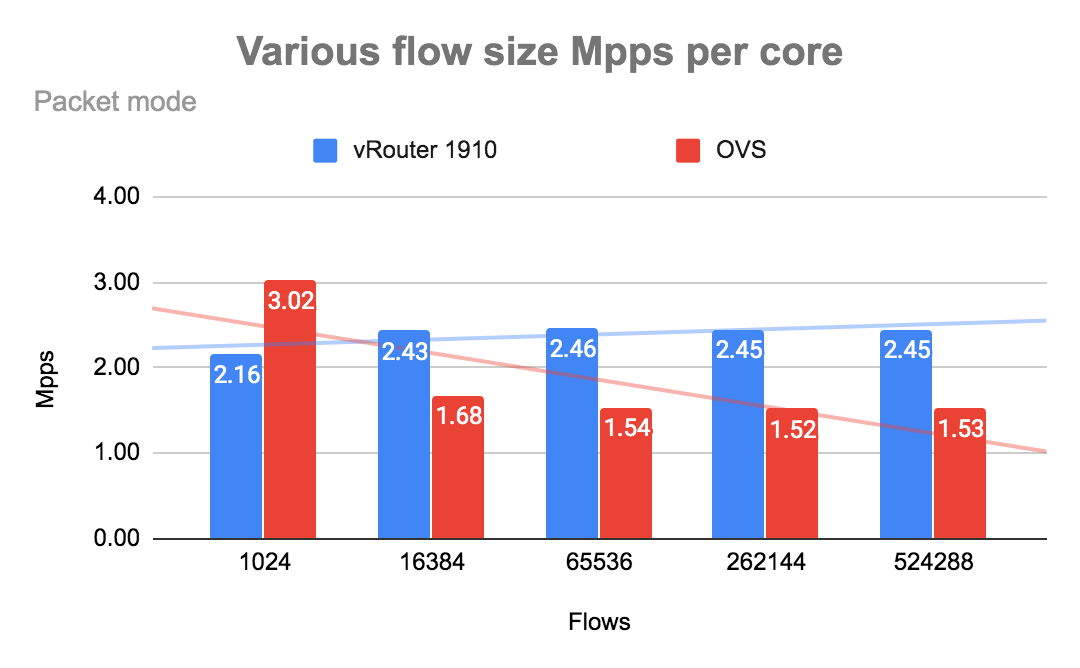 Various flow size Mpps per core
Packet mode
vRouter 1910 OVS
4.00
3.00
2.00
1.00
0.00
Mpps
2.16 3.02 2.43 1.68 2.46 1.54 2.45 1.52 2.45 1.53
1024 16384 65536 262144 524288
Flows